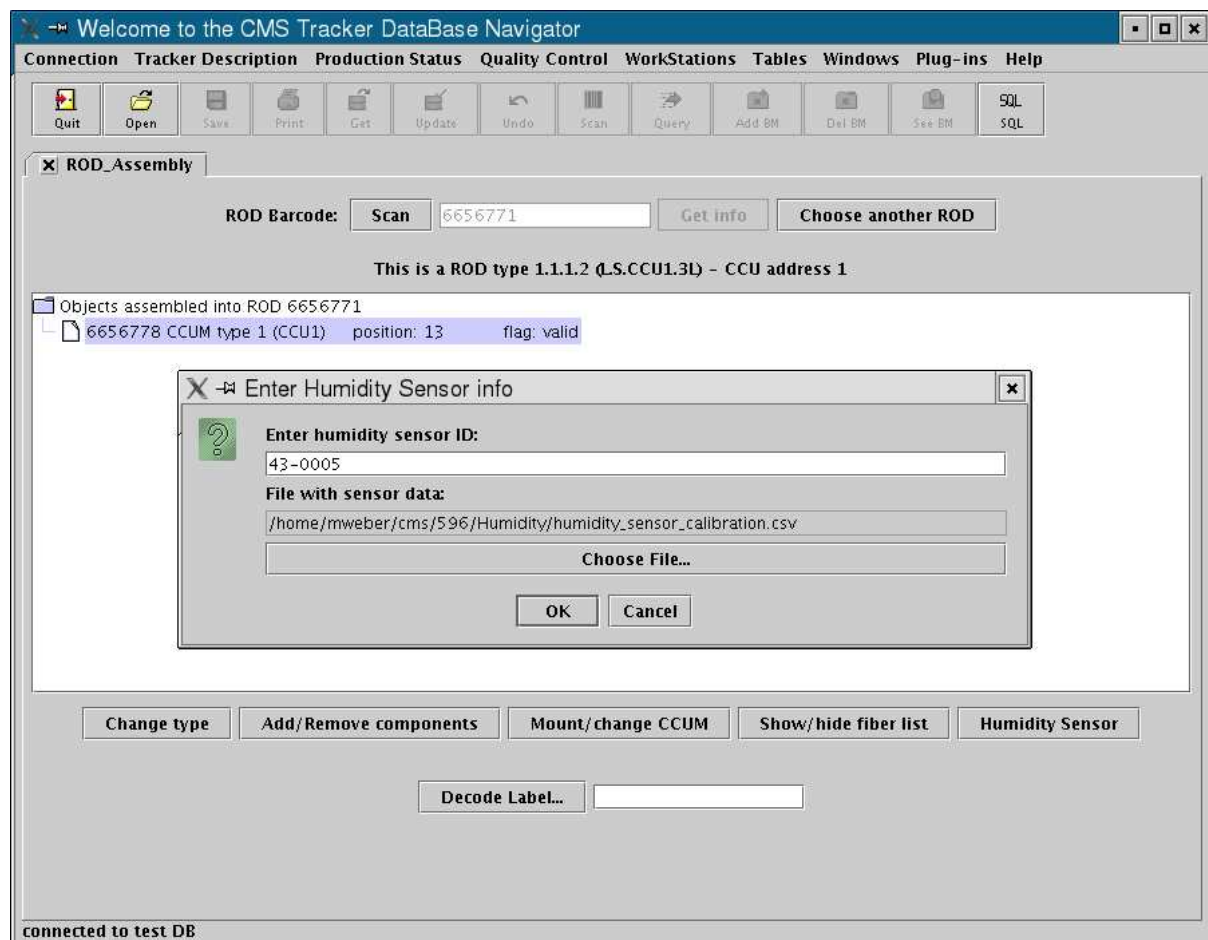 Welcome to the CMS Tracker DataBase Navigator
Connection Tracker Description Production Status Quality Control WorkStations Tables Windows Plug-ins Help
SQL
Quit Open Save Print Get Update Undo Scan Query Add BM Del BM See BM SQL
ROD_Assembly
ROD Barcode: Scan 6656771 Get info Choose another ROD
This is a ROD type 1.1.1.2 (LS.CCU1.3L) - CCU address 1
Objects assembled into ROD 6656771
6656778 CCUM type 1 (CCU1) position: 13 flag: valid
Enter Humidity Sensor info
Enter humidity sensor ID:
43-0005
File with sensor data:
/home/mweber/cms/596/Humidity/humidity_sensor_calibration.csv
Choose File...
OK Cancel
Change type Add/Remove components Mount/change CCUM Show/hide fiber list Humidity Sensor
Decode Label...
connected to test DB